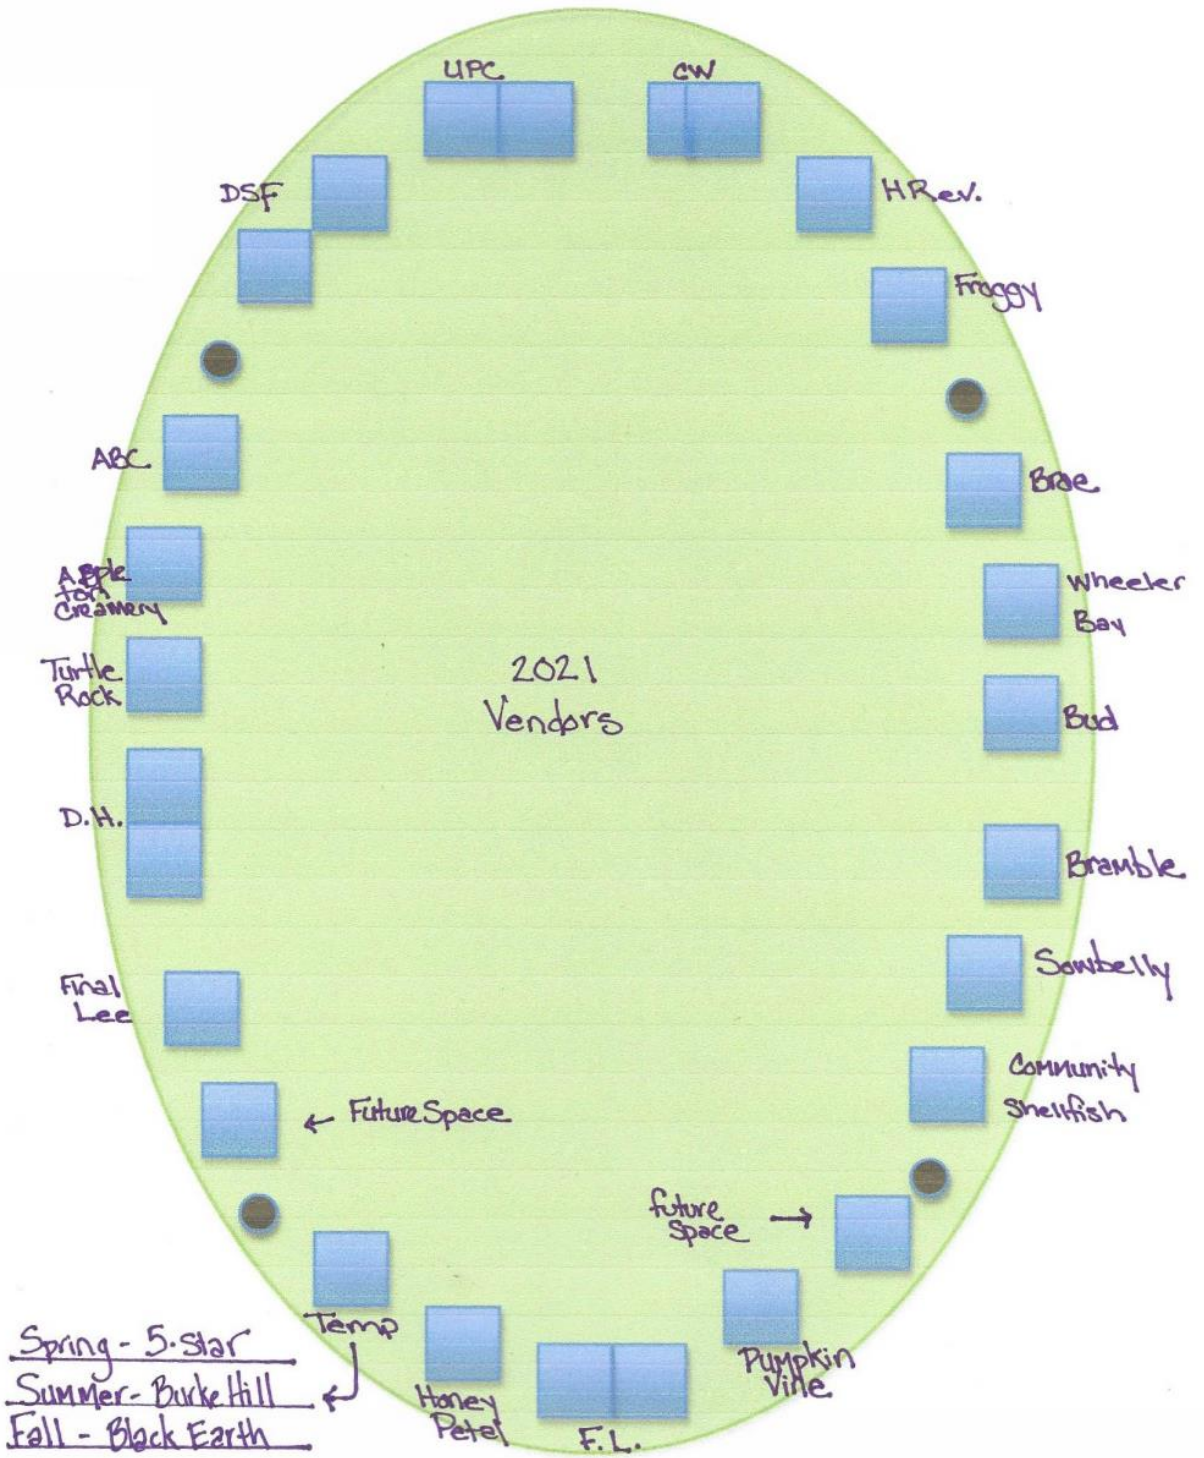 UPC
CW
DSF
HRev.
Froggy
ABC
Brae
Apple
ton
Creamery
Wheeler
Bay
Turtle
Rock
2021
Vendors
Bud
D.H.
Bramble
Final
Lee
Sowbelly
Community
Shellfish
← Future Space
future
Space →
Temp
Pumpkin
Vine
Honey
Petal
F.L.
Spring - 5-Star
Summer - Burke Hill
Fall - Black Earth